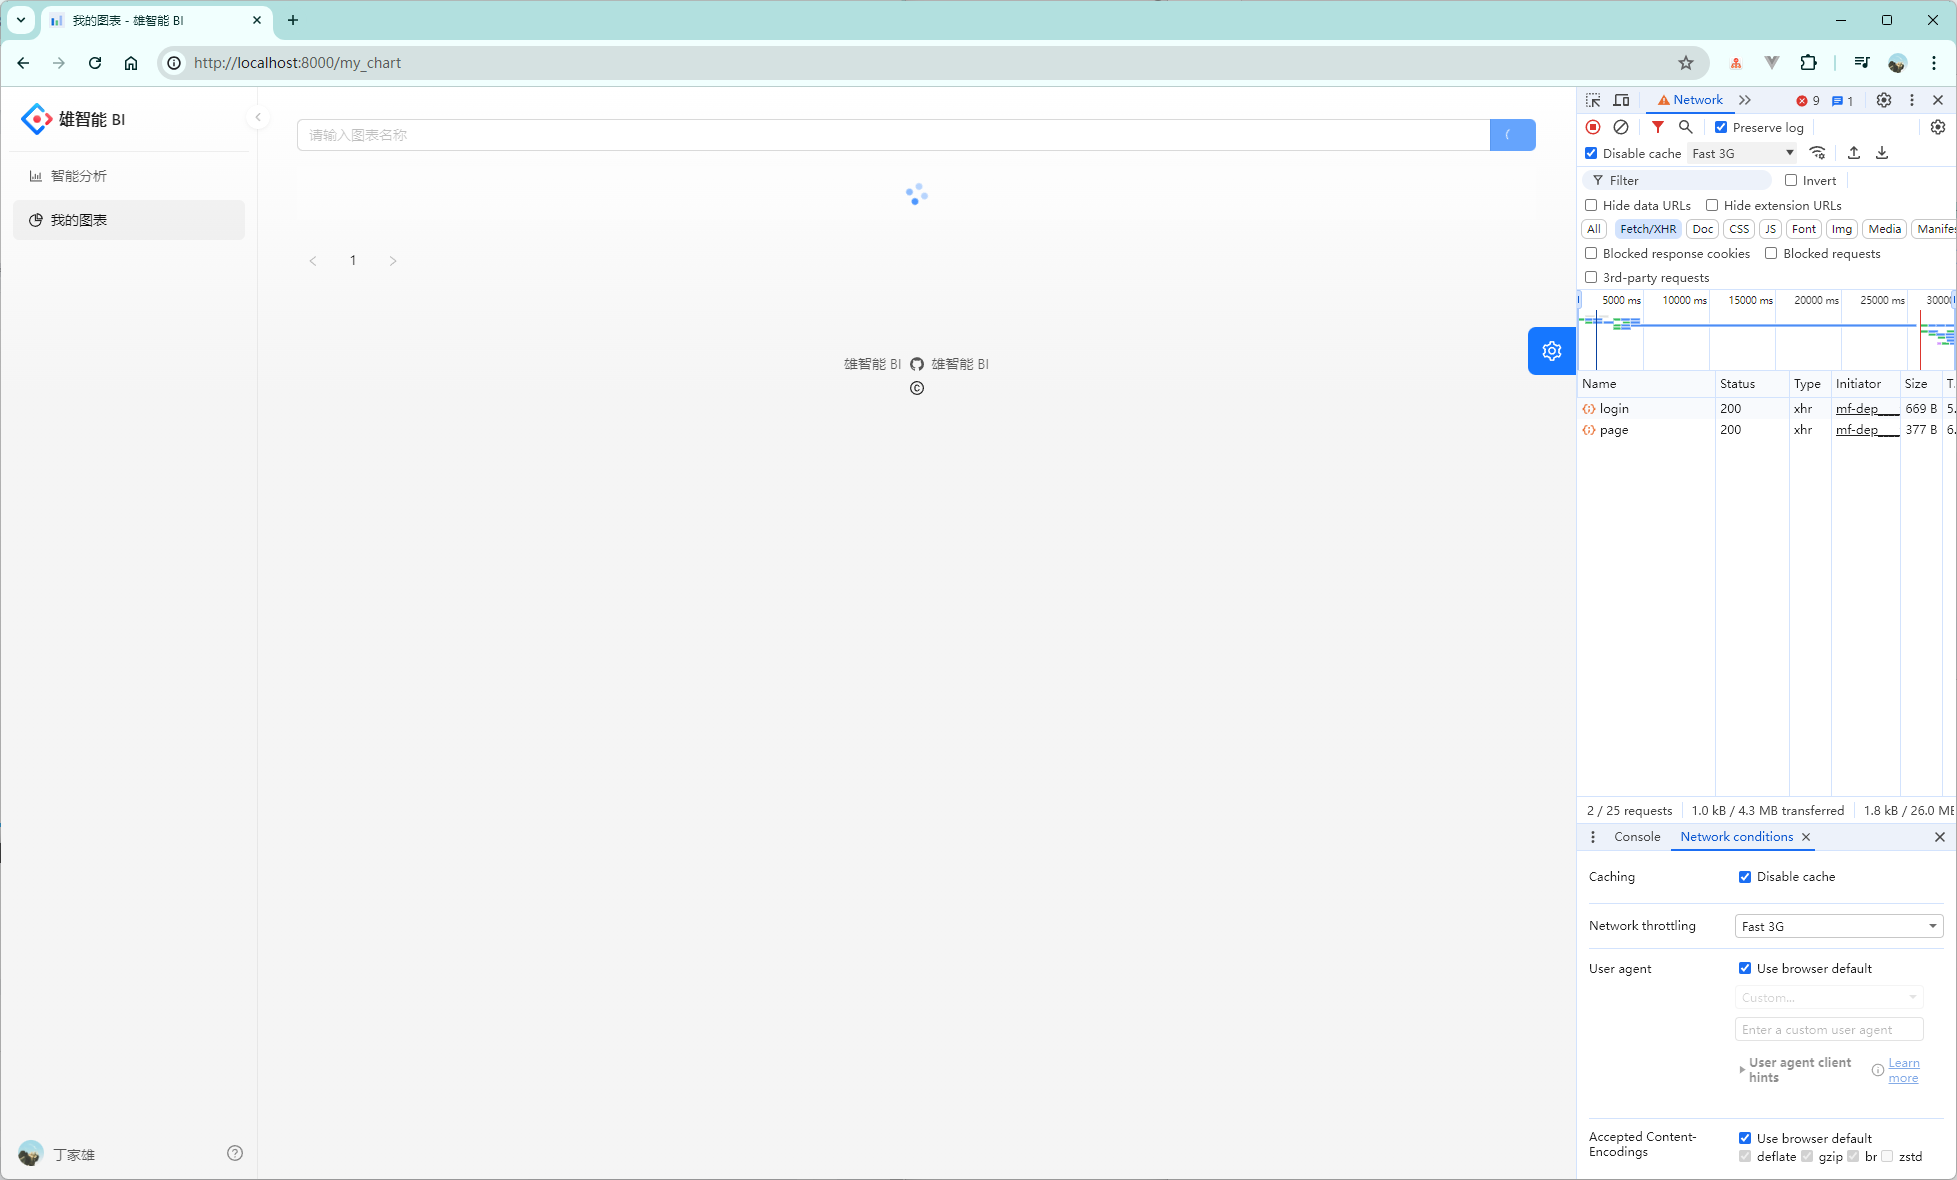 我的图表 - 雄智能 BI
http://localhost:8000/my_chart
雄智能 BI
智能分析
我的图表
请输入图表名称
1
雄智能 BI 雄智能 BI
©
丁家雄
Network
9
1
Preserve log
Disable cache
Fast 3G
Filter
Invert
Hide data URLs
Hide extension URLs
All Fetch/XHR Doc CSS JS Font Img Media Manifes
Blocked response cookies
Blocked requests
3rd-party requests
5000 ms 10000 ms 15000 ms 20000 ms 25000 ms 3000
Name Status Type Initiator Size T.
login 200 xhr mf-dep____ 669 B 5.
page 200 xhr mf-dep____ 377 B 6.
2 / 25 requests 1.0 kB / 4.3 MB transferred 1.8 kB / 26.0 ME
Console Network conditions
Caching
Disable cache
Network throttling
Fast 3G
User agent
Use browser default
Custom...
Enter a custom user agent
User agent client
hints
Learn
more
Accepted Content-
Encodings
Use browser default
deflate gzip br zstd